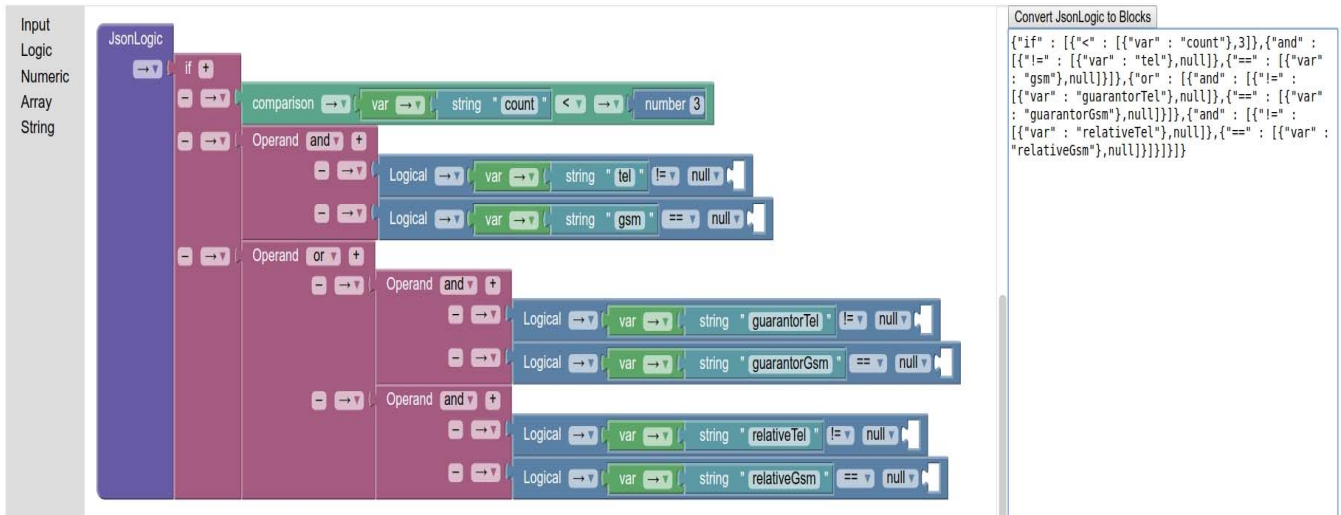 Input
Logic
Numeric
Array
String
JsonLogic
→▾ if +
− →▾ comparison →▾ var →▾ string " count " < ▾ →▾ number 3
− →▾ Operand and ▾ +
− →▾ Logical →▾ var →▾ string " tel " != ▾ null ▾
− →▾ Logical →▾ var →▾ string " gsm " == ▾ null ▾
− →▾ Operand or ▾ +
− →▾ Operand and ▾ +
− →▾ Logical →▾ var →▾ string " guarantorTel " != ▾ null ▾
− →▾ Logical →▾ var →▾ string " guarantorGsm " == ▾ null ▾
− →▾ Operand and ▾ +
− →▾ Logical →▾ var →▾ string " relativeTel " != ▾ null ▾
− →▾ Logical →▾ var →▾ string " relativeGsm " == ▾ null ▾
Convert JsonLogic to Blocks
{"if" : [{"<" : [{"var" : "count"},3]},{"and" :
[{"!=" : [{"var" : "tel"},null]},{"==" : [{"var"
: "gsm"},null]}]},{"or" : [{"and" : [{"!=" :
[{"var" : "guarantorTel"},null]},{"==" : [{"var"
: "guarantorGsm"},null]}]},{"and" : [{"!=" :
[{"var" : "relativeTel"},null]},{"==" : [{"var" :
"relativeGsm"},null]}]}]}]}